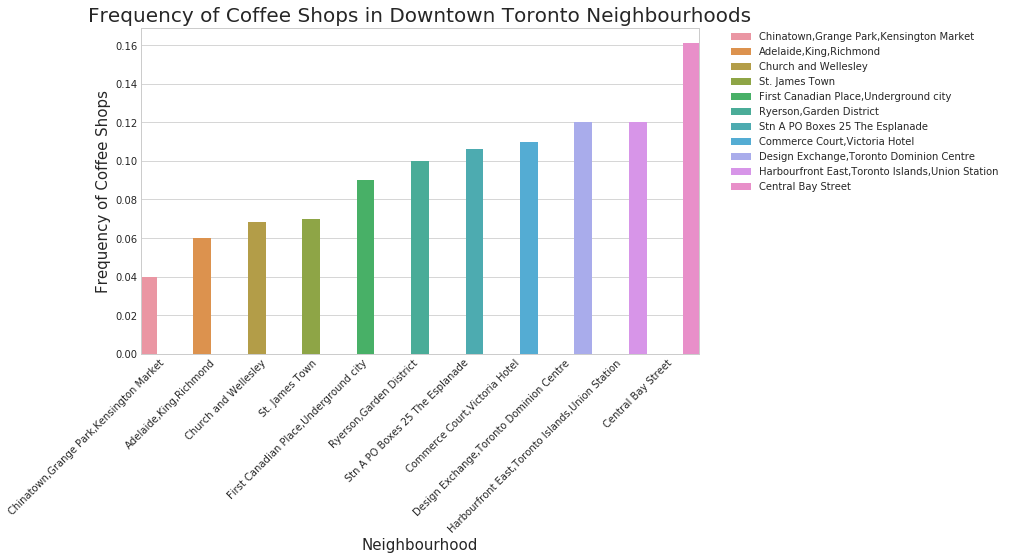 Frequency of Coffee Shops in Downtown Toronto Neighbourhoods
Frequency of Coffee Shops
0.16
0.14
0.12
0.10
0.08
0.06
0.04
0.02
0.00
Chinatown,Grange Park,Kensington Market
Adelaide,King,Richmond
Church and Wellesley
St. James Town
First Canadian Place,Underground city
Ryerson,Garden District
Stn A PO Boxes 25 The Esplanade
Commerce Court,Victoria Hotel
Design Exchange,Toronto Dominion Centre
Harbourfront East,Toronto Islands,Union Station
Central Bay Street
Neighbourhood
Chinatown,Grange Park,Kensington Market
Adelaide,King,Richmond
Church and Wellesley
St. James Town
First Canadian Place,Underground city
Ryerson,Garden District
Stn A PO Boxes 25 The Esplanade
Commerce Court,Victoria Hotel
Design Exchange,Toronto Dominion Centre
Harbourfront East,Toronto Islands,Union Station
Central Bay Street